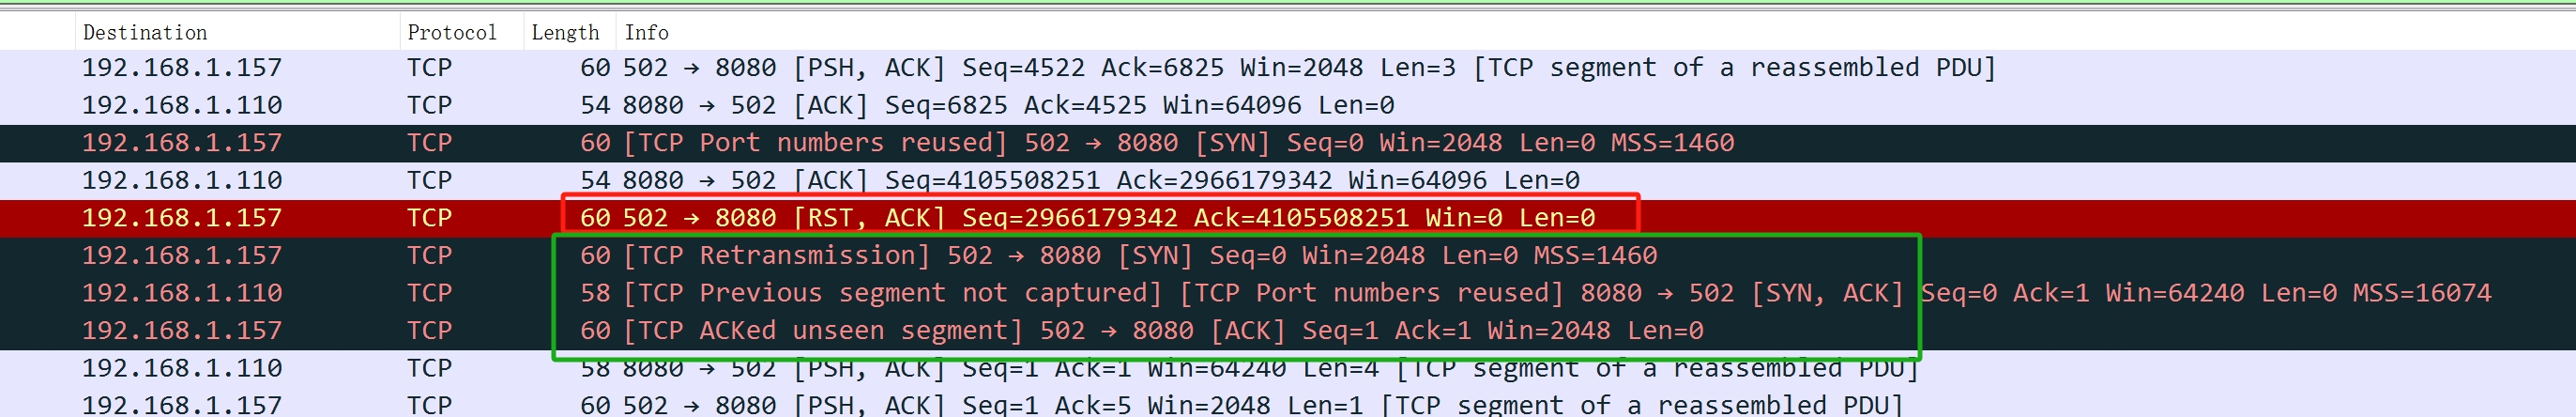 Destination Protocol Length Info
192.168.1.157 TCP 60 502 → 8080 [PSH, ACK] Seq=4522 Ack=6825 Win=2048 Len=3 [TCP segment of a reassembled PDU]
192.168.1.110 TCP 54 8080 → 502 [ACK] Seq=6825 Ack=4525 Win=64096 Len=0
192.168.1.157 TCP 60 [TCP Port numbers reused] 502 → 8080 [SYN] Seq=0 Win=2048 Len=0 MSS=1460
192.168.1.110 TCP 54 8080 → 502 [ACK] Seq=4105508251 Ack=2966179342 Win=64096 Len=0
192.168.1.157 TCP 60 502 → 8080 [RST, ACK] Seq=2966179342 Ack=4105508251 Win=0 Len=0
192.168.1.157 TCP 60 [TCP Retransmission] 502 → 8080 [SYN] Seq=0 Win=2048 Len=0 MSS=1460
192.168.1.110 TCP 58 [TCP Previous segment not captured] [TCP Port numbers reused] 8080 → 502 [SYN, ACK] Seq=0 Ack=1 Win=64240 Len=0 MSS=16074
192.168.1.157 TCP 60 [TCP ACKed unseen segment] 502 → 8080 [ACK] Seq=1 Ack=1 Win=2048 Len=0
192.168.1.110 TCP 58 8080 → 502 [PSH, ACK] Seq=1 Ack=1 Win=64240 Len=4 [TCP segment of a reassembled PDU]
192.168.1.157 TCP 60 502 → 8080 [PSH, ACK] Seq=1 Ack=5 Win=2048 Len=1 [TCP segment of a reassembled PDU]